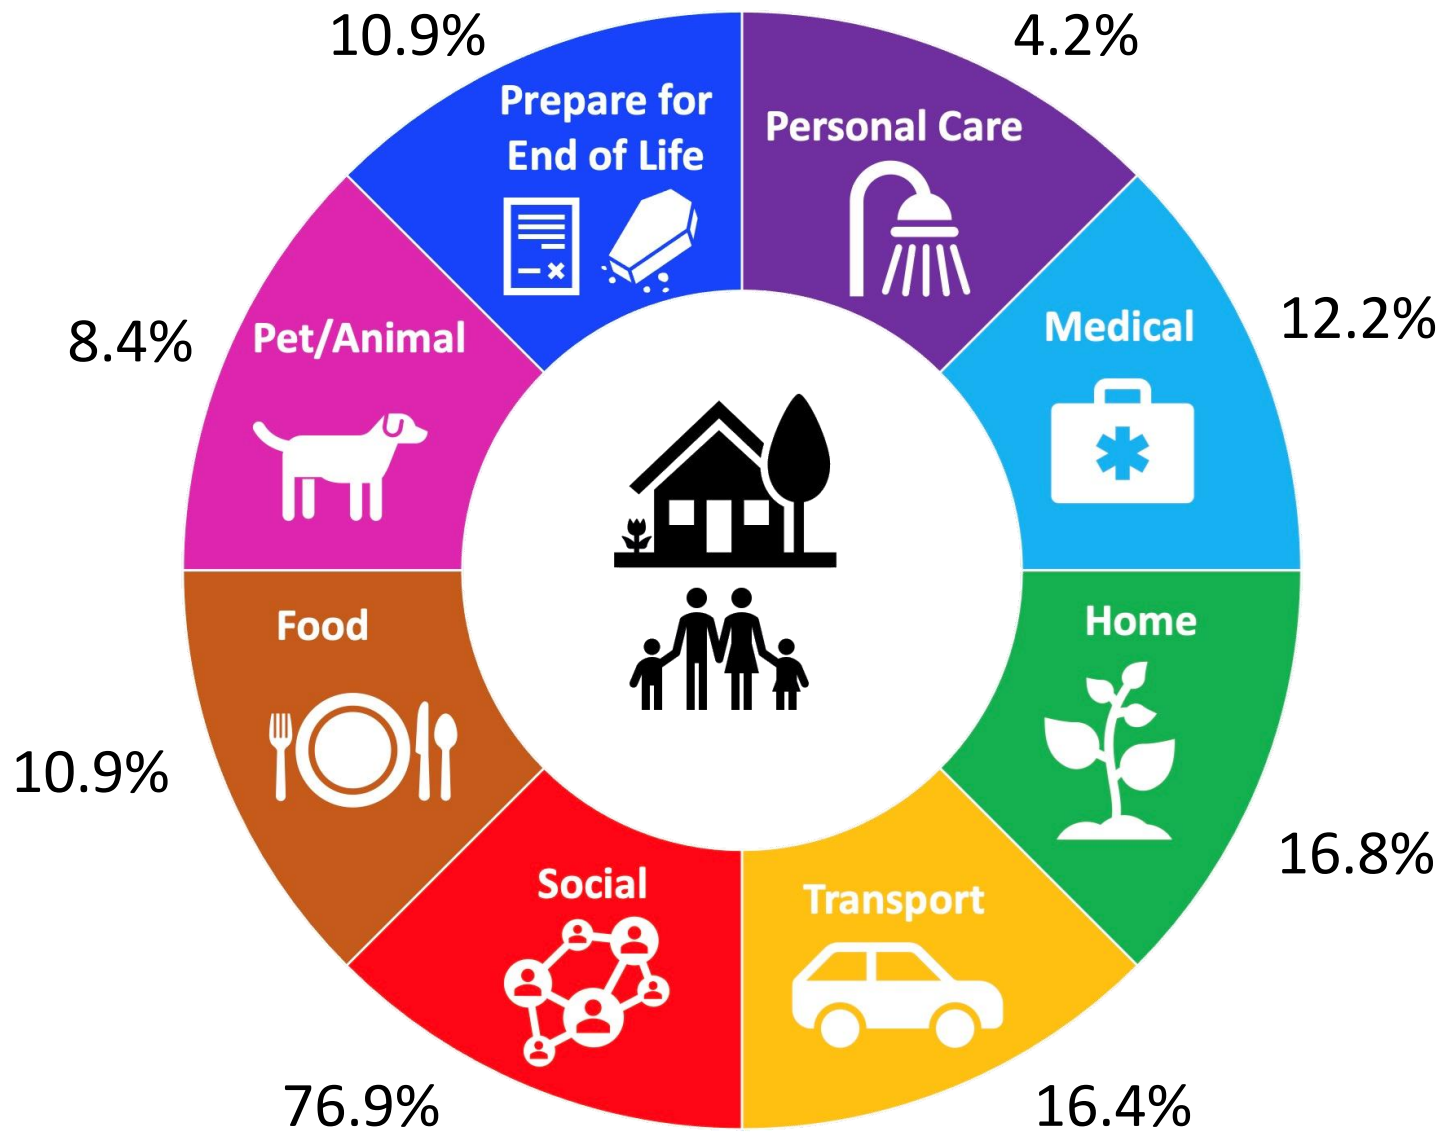 10.9%
4.2%
Prepare for
End of Life
Personal Care
Medical
12.2%
8.4%
Pet/Animal
Food
Home
10.9%
16.8%
Social
Transport
76.9%
16.4%